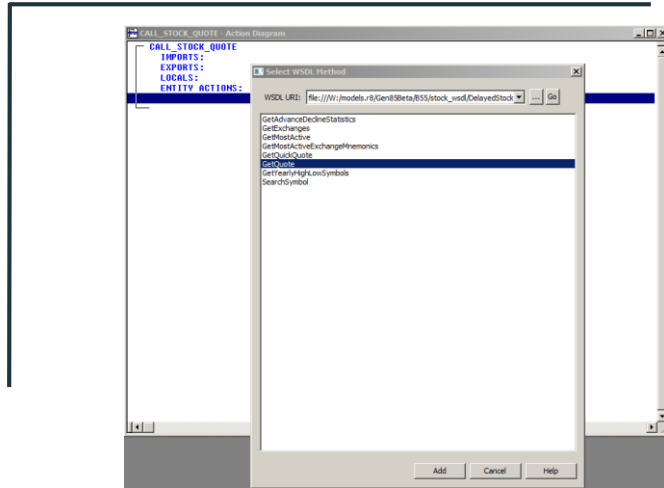 CALL_STOCK_QUOTE - Action Diagram
CALL_STOCK_QUOTE
IMPORTS:
EXPORTS:
LOCALS:
ENTITY ACTIONS:
Select WSDL Method
WSDL URI: file:///W:/models.r8/Gen85Beta/B55/stock_wsdl/DelayedStock ... Go
GetAdvanceDeclineStatistics
GetExchanges
GetMostActive
GetMostActiveExchangeMnemonics
GetQuickQuote
GetQuote
GetYearlyHighLowSymbols
SearchSymbol
Add Cancel Help